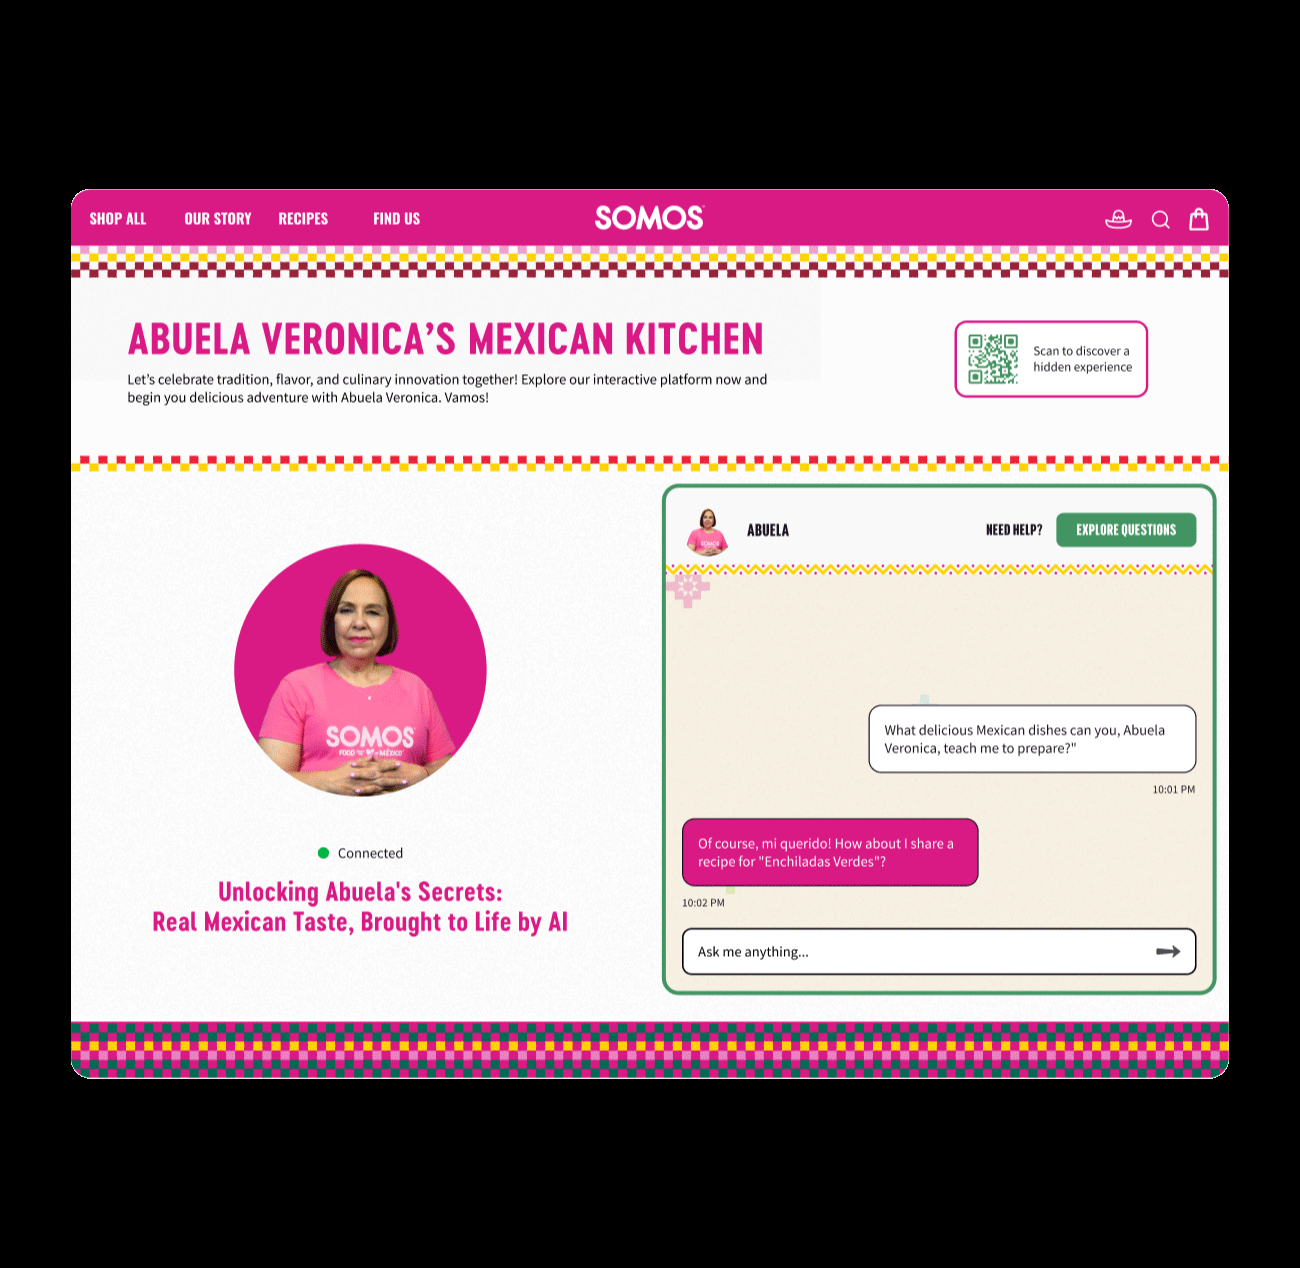 SHOP ALL
OUR STORY
RECIPES
FIND US
SOMOS
ABUELA VERONICA’S MEXICAN KITCHEN
Let’s celebrate tradition, flavor, and culinary innovation together! Explore our interactive platform now and
begin you delicious adventure with Abuela Veronica. Vamos!
Scan to discover a
hidden experience
SOMOS
FOOD MÉXICO
Connected
Unlocking Abuela's Secrets:
Real Mexican Taste, Brought to Life by AI
SOMOS
ABUELA
NEED HELP?
EXPLORE QUESTIONS
What delicious Mexican dishes can you, Abuela
Veronica, teach me to prepare?"
10:01 PM
Of course, mi querido! How about I share a
recipe for "Enchiladas Verdes"?
10:02 PM
Ask me anything...